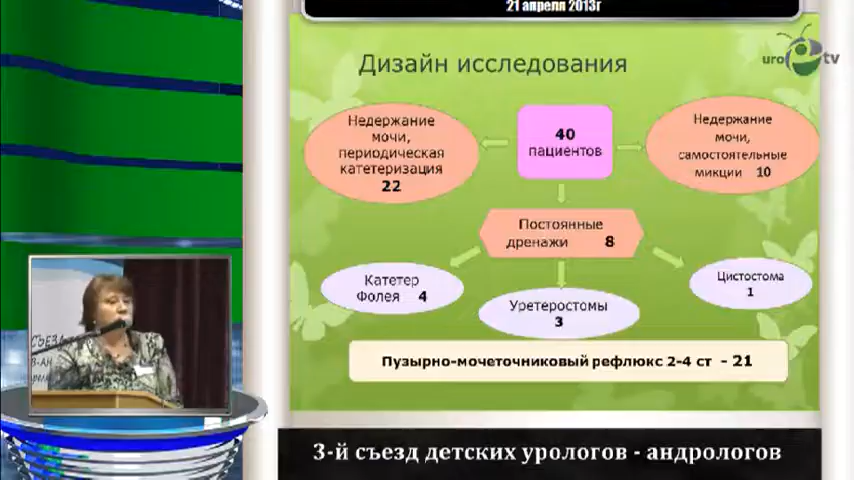 21 апреля 2013г
uro tv
Дизайн исследования
Недержание
мочи,
периодическая
катетеризация
22
40
пациентов
Недержание
мочи,
самостоятельные
микции 10
Постоянные
дренажи 8
Катетер
Фолея 4
Уретеростомы
3
Цистостома
1
Пузырно-мочеточниковый рефлюкс 2-4 ст - 21
3-й съезд детских урологов - андрологов